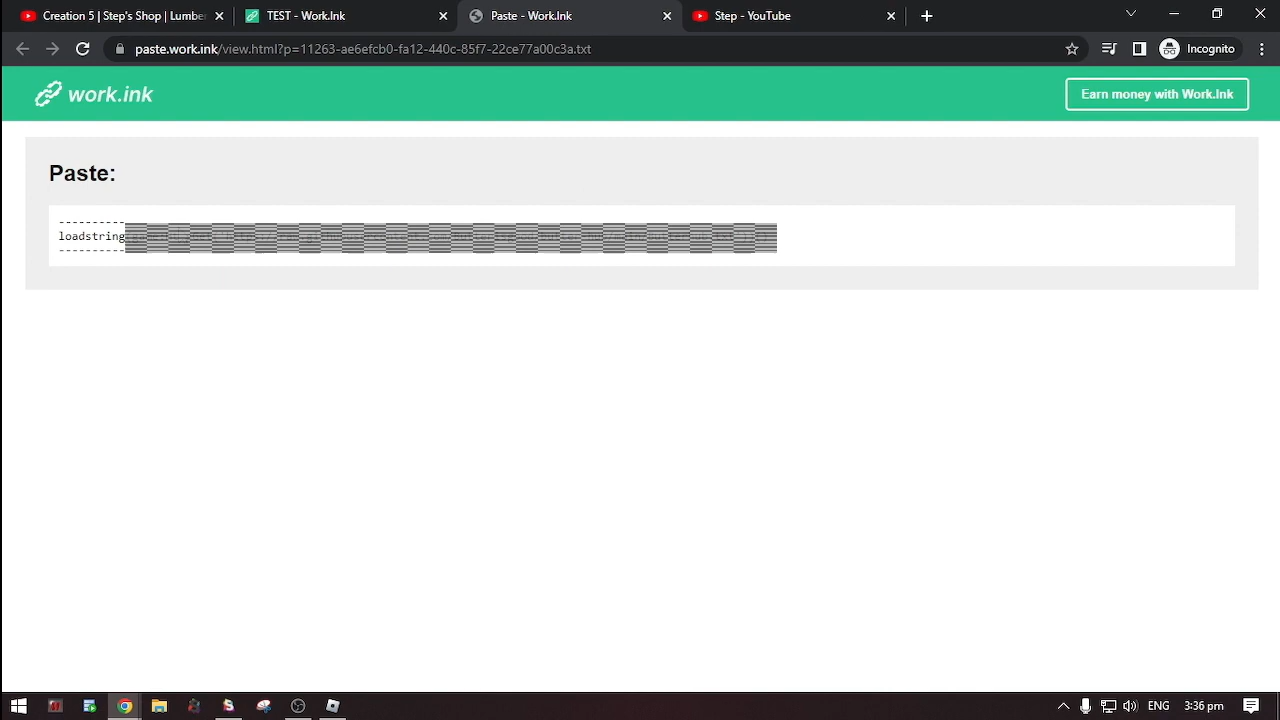 Creation 5 | Step's Shop | Lumbe
TEST - Work.Ink
Paste - Work.Ink
Step - YouTube
paste.work.ink/view.html?p=11263-ae6efcb0-fa12-440c-85f7-22ce77a00c3a.txt
Incognito
work.ink
Earn money with Work.Ink
Paste:
----------
loadstring
----------
ENG
3:36 pm